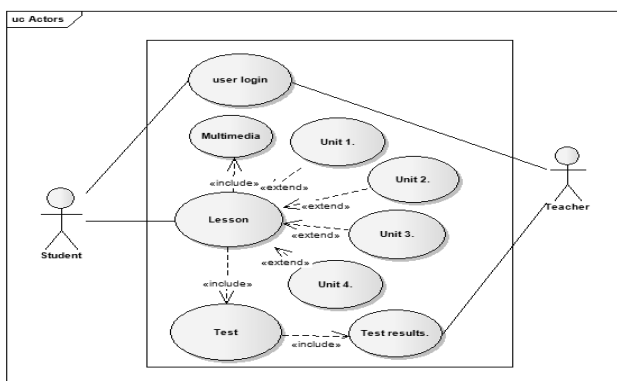 uc Actors
user login
Multimedia
Unit 1.
«include»
«extend»
Unit 2.
Lesson
«extend»
Unit 3.
«extend»
Student
Teacher
«include»
«extend»
Unit 4.
Test
«include»
Test results.